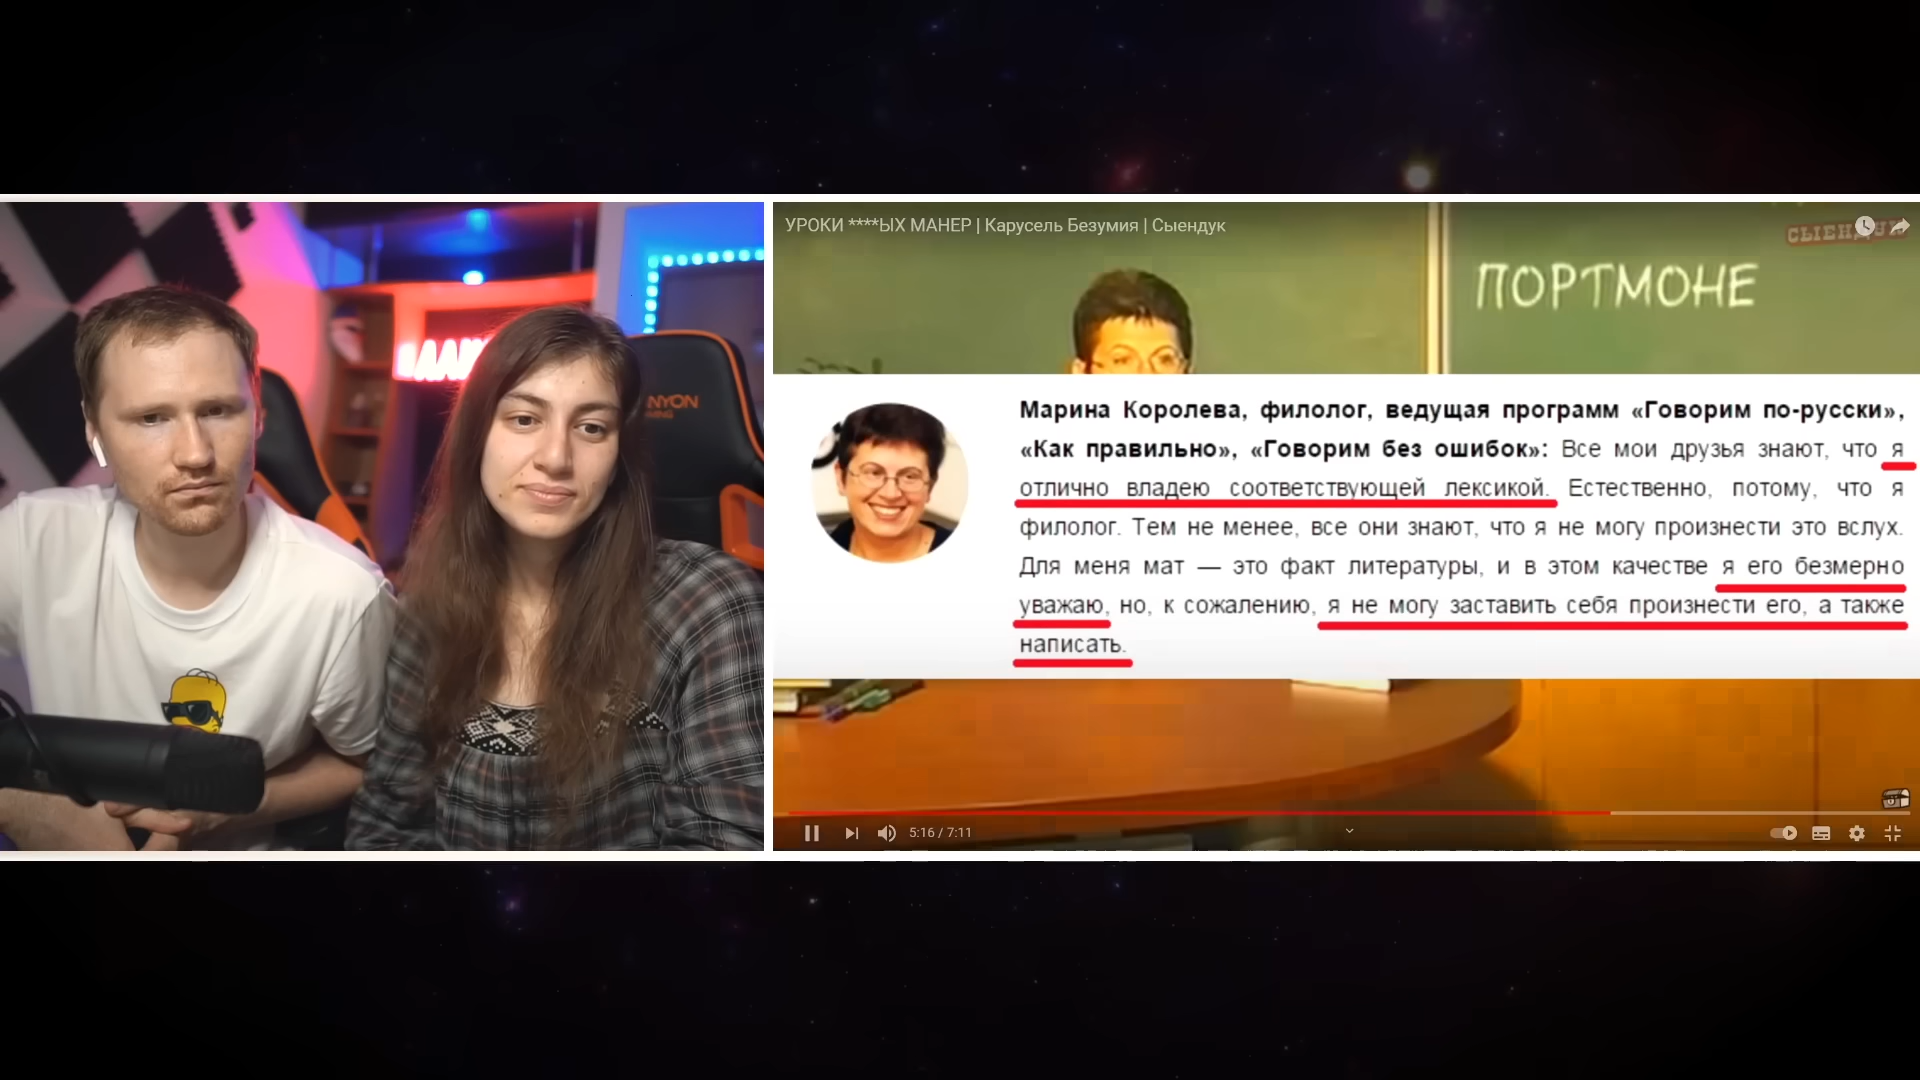 УРОКИ ****ЫХ МАНЕР | Карусель Безумия | Сыендук
СЫЕНДУК
ПОРТМОНЕ
Марина Королева, филолог, ведущая программ «Говорим по-русски»,
«Как правильно», «Говорим без ошибок»: Все мои друзья знают, что я
отлично владею соответствующей лексикой. Естественно, потому, что я
филолог. Тем не менее, все они знают, что я не могу произнести это вслух.
Для меня мат — это факт литературы, и в этом качестве я его безмерно
уважаю, но, к сожалению, я не могу заставить себя произнести его, а также
написать.
5:16 / 7:11